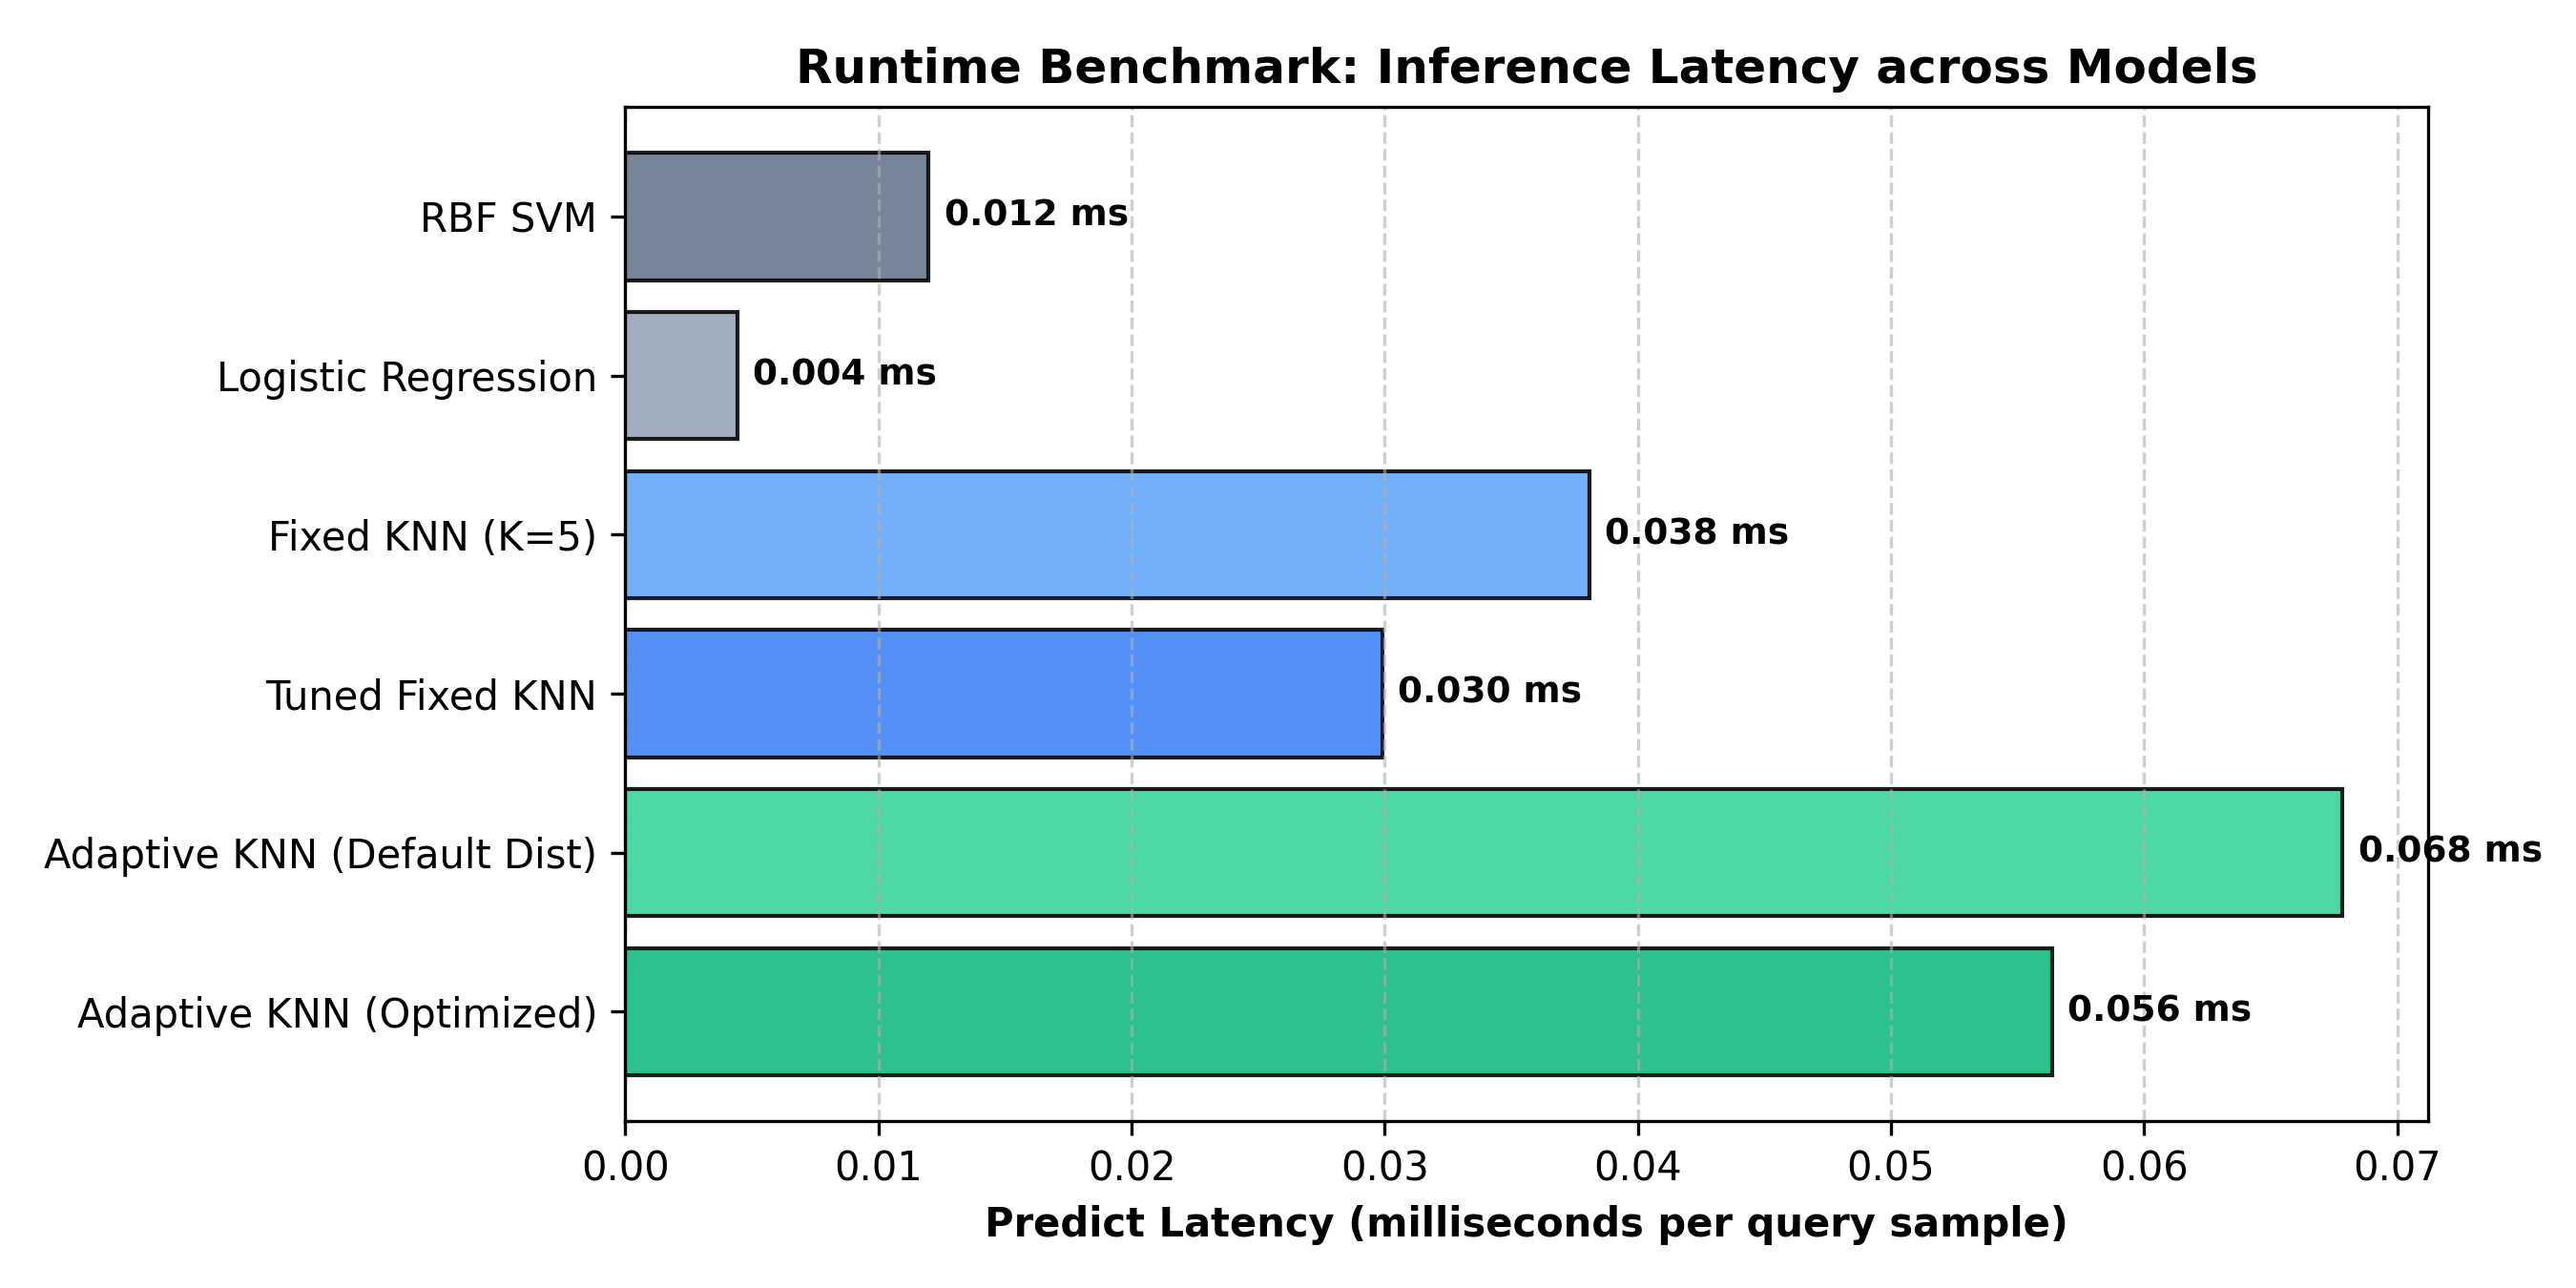 Runtime Benchmark: Inference Latency across Models
RBF SVM
0.012 ms
Logistic Regression
0.004 ms
Fixed KNN (K=5)
0.038 ms
Tuned Fixed KNN
0.030 ms
Adaptive KNN (Default Dist)
0.068 ms
Adaptive KNN (Optimized)
0.056 ms
0.00 0.01 0.02 0.03 0.04 0.05 0.06 0.07
Predict Latency (milliseconds per query sample)